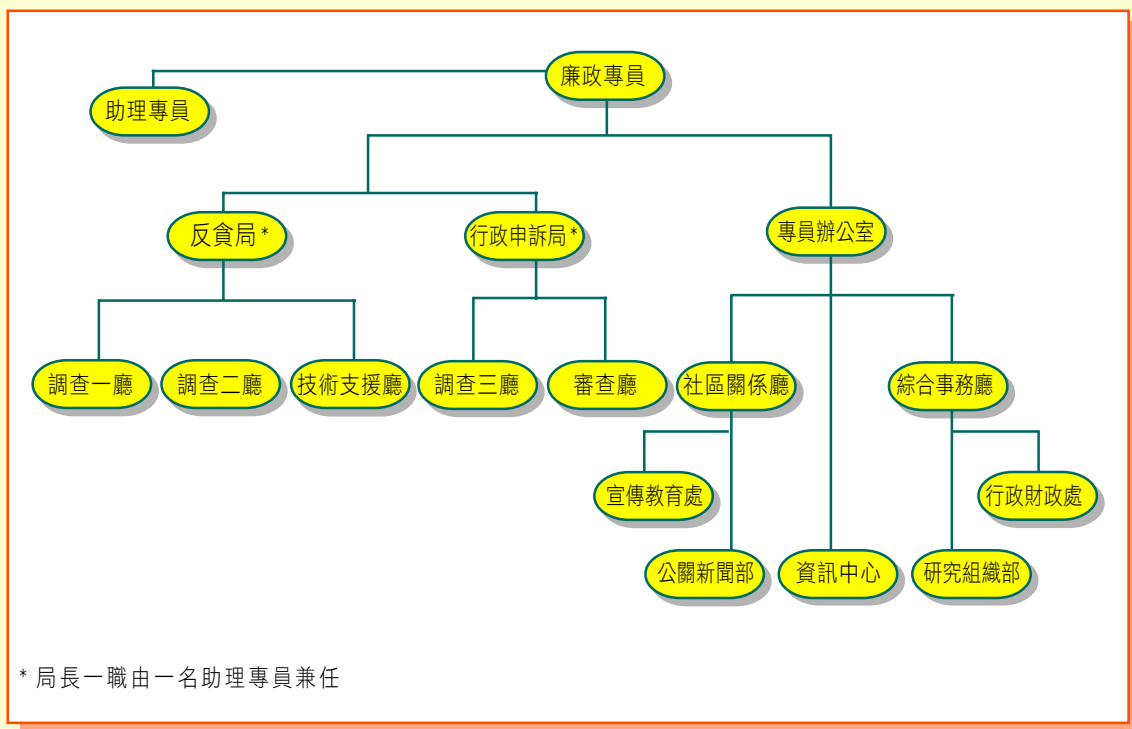 廉政專員
助理專員
反貪局*
行政申訴局*
專員辦公室
調查一廳
調查二廳
技術支援廳
調查三廳
審查廳
社區關係廳
綜合事務廳
宣傳教育處
行政財政處
公關新聞部
資訊中心
研究組織部
* 局長一職由一名助理專員兼任